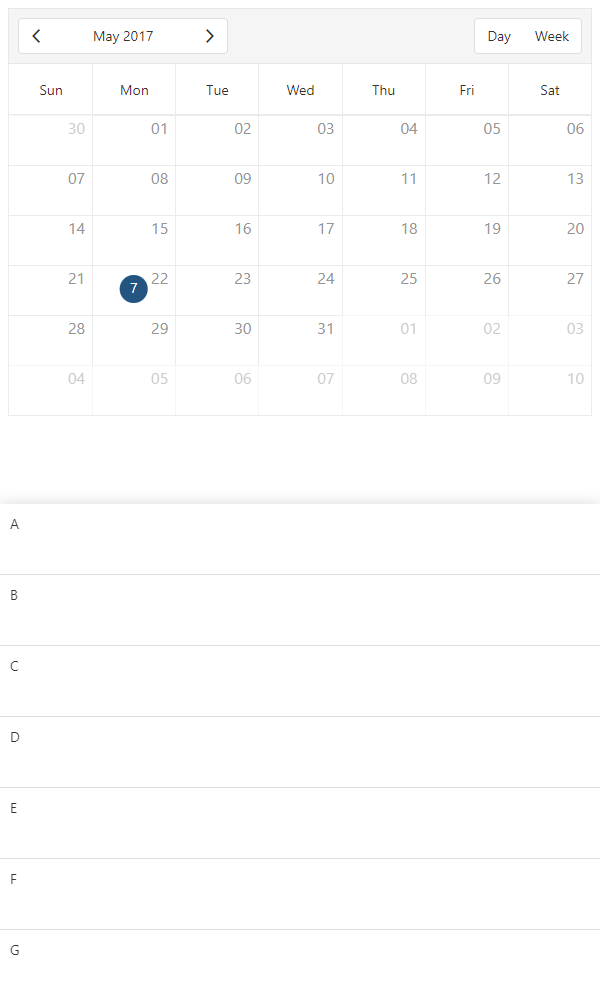 May 2017 Day Week
Sun Mon Tue Wed Thu Fri Sat
30 01 02 03 04 05 06
07 08 09 10 11 12 13
14 15 16 17 18 19 20
21 7 22 23 24 25 26 27
28 29 30 31 01 02 03
04 05 06 07 08 09 10
A
B
C
D
E
F
G